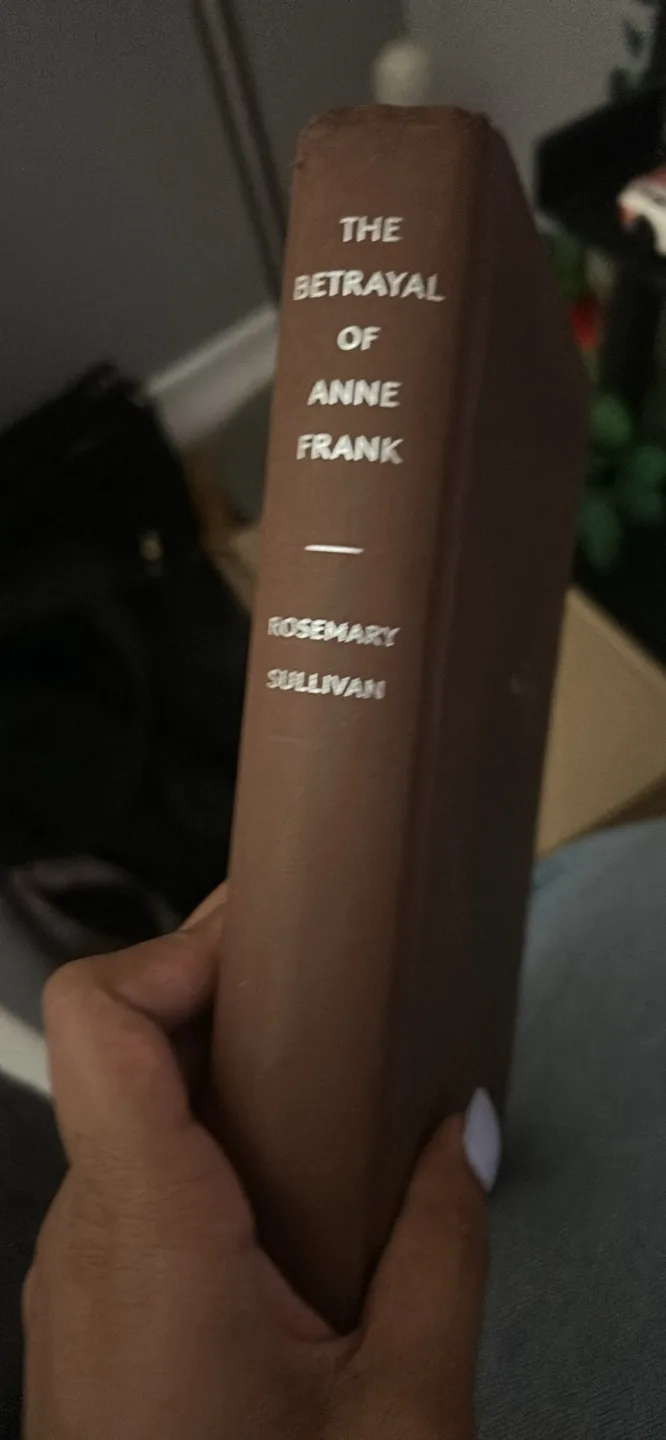 THE
BETRAYAL
OF
ANNE
FRANK
ROSEMARY
SULLIVAN